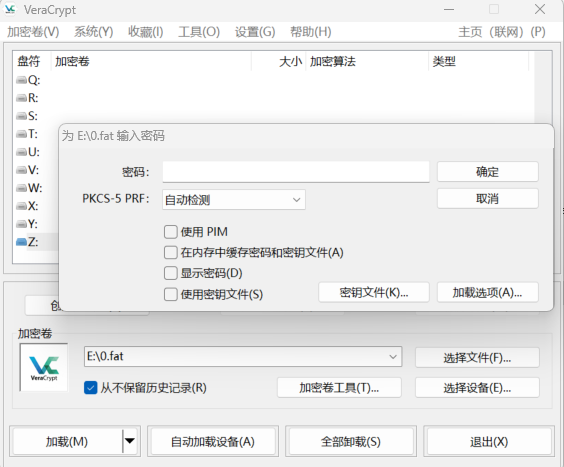 VeraCrypt
加密卷(V) 系统(Y) 收藏(I) 工具(O) 设置(G) 帮助(H) 主页（联网）(P)
盘符 加密卷 大小 加密算法 类型
Q:
R:
S:
T:
U:
V:
W:
X:
Y:
Z:
为 E:\0.fat 输入密码
密码: 确定
PKCS-5 PRF: 自动检测 取消
使用 PIM
在内存中缓存密码和密钥文件(A)
显示密码(D)
使用密钥文件(S) 密钥文件(K)... 加载选项(A)...
加密卷
VeraCrypt
E:\0.fat 选择文件(F)...
从不保留历史记录(R) 加密卷工具(T)... 选择设备(E)...
加载(M) 自动加载设备(A) 全部卸载(S) 退出(X)